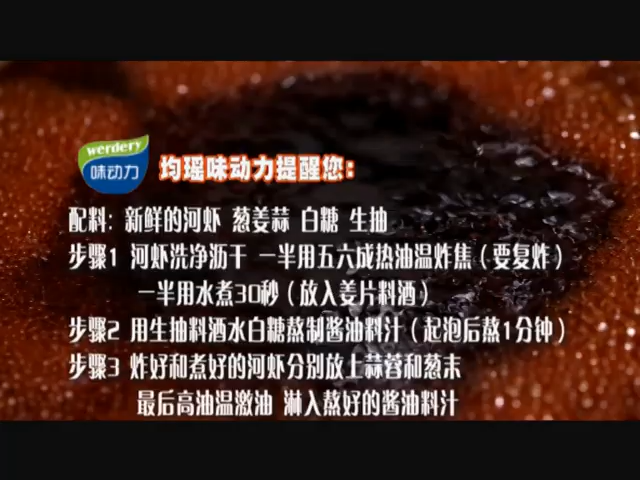 werdery
味动力
均瑶味动力提醒您：
配料：新鲜的河虾 葱姜蒜 白糖 生抽
步骤1 河虾洗净沥干 一半用五六成热油温炸焦（要复炸）
一半用水煮30秒（放入姜片料酒）
步骤2 用生抽料酒水白糖熬制酱油料汁（起泡后熬1分钟）
步骤3 炸好和煮好的河虾分别放上蒜蓉和葱末
最后高油温激油 淋入熬好的酱油料汁